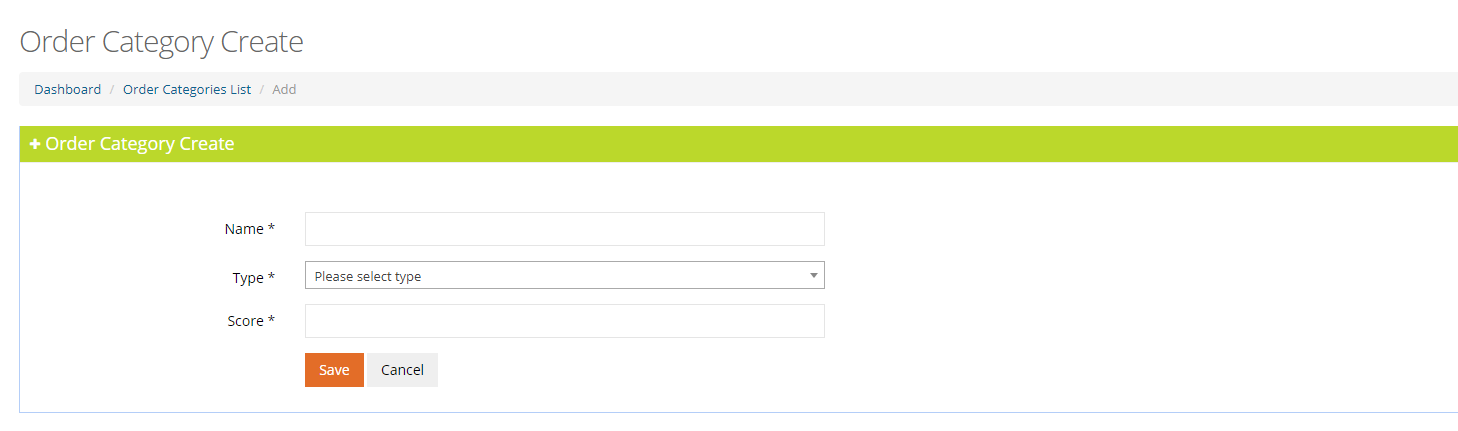 Order Category Create
Dashboard / Order Categories List / Add
+ Order Category Create
Name *
Please select type
Type *
Score *
Save Cancel